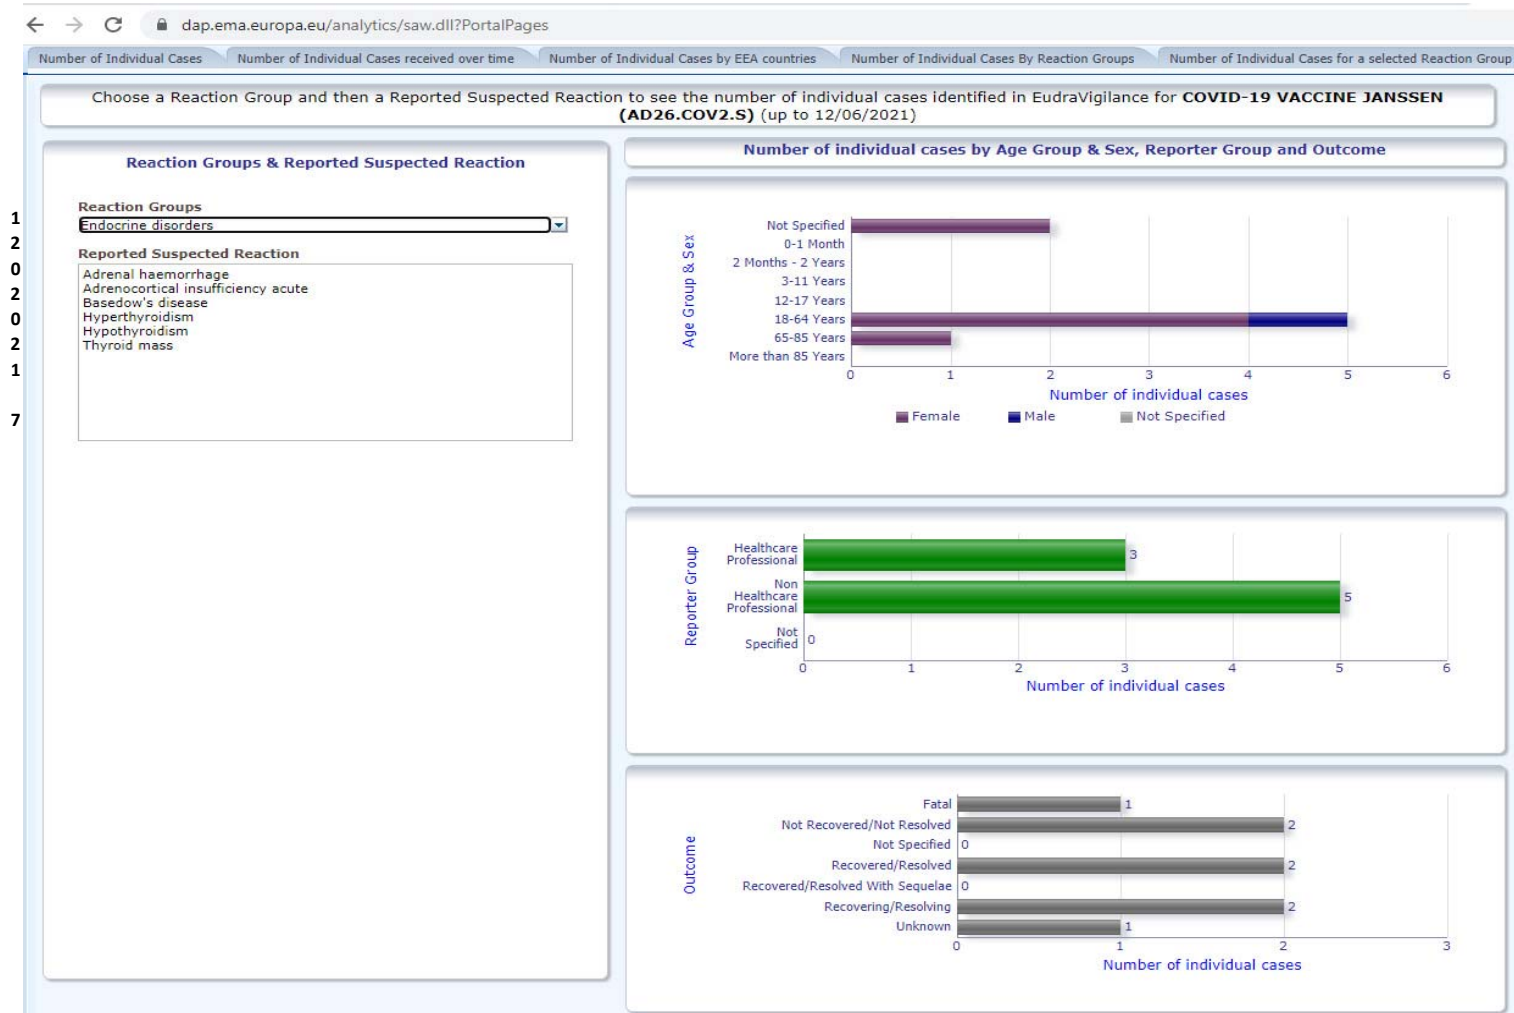 dap.ema.europa.eu/analytics/saw.dll?PortalPages
Number of Individual Cases Number of Individual Cases received over time Number of Individual Cases by EEA countries Number of Individual Cases By Reaction Groups Number of Individual Cases for a selected Reaction Group
Choose a Reaction Group and then a Reported Suspected Reaction to see the number of individual cases identified in EudraVigilance for COVID-19 VACCINE JANSSEN
(AD26.COV2.S) (up to 12/06/2021)
1
2
0
2
0
2
1
7
Reaction Groups & Reported Suspected Reaction
Reaction Groups
Endocrine disorders
Reported Suspected Reaction
Adrenal haemorrhage
Adrenocortical insufficiency acute
Basedow's disease
Hyperthyroidism
Hypothyroidism
Thyroid mass
Number of individual cases by Age Group & Sex, Reporter Group and Outcome
Age Group & Sex
Not Specified
0-1 Month
2 Months - 2 Years
3-11 Years
12-17 Years
18-64 Years
65-85 Years
More than 85 Years
0 1 2 3 4 5 6
Number of individual cases
Female Male Not Specified
Reporter Group
Healthcare
Professional
3
Non
Healthcare
Professional
5
Not
Specified
0
0 1 2 3 4 5 6
Number of individual cases
Outcome
Fatal 1
Not Recovered/Not Resolved 2
Not Specified 0
Recovered/Resolved 2
Recovered/Resolved With Sequelae 0
Recovering/Resolving 2
Unknown 1
0 1 2 3
Number of individual cases